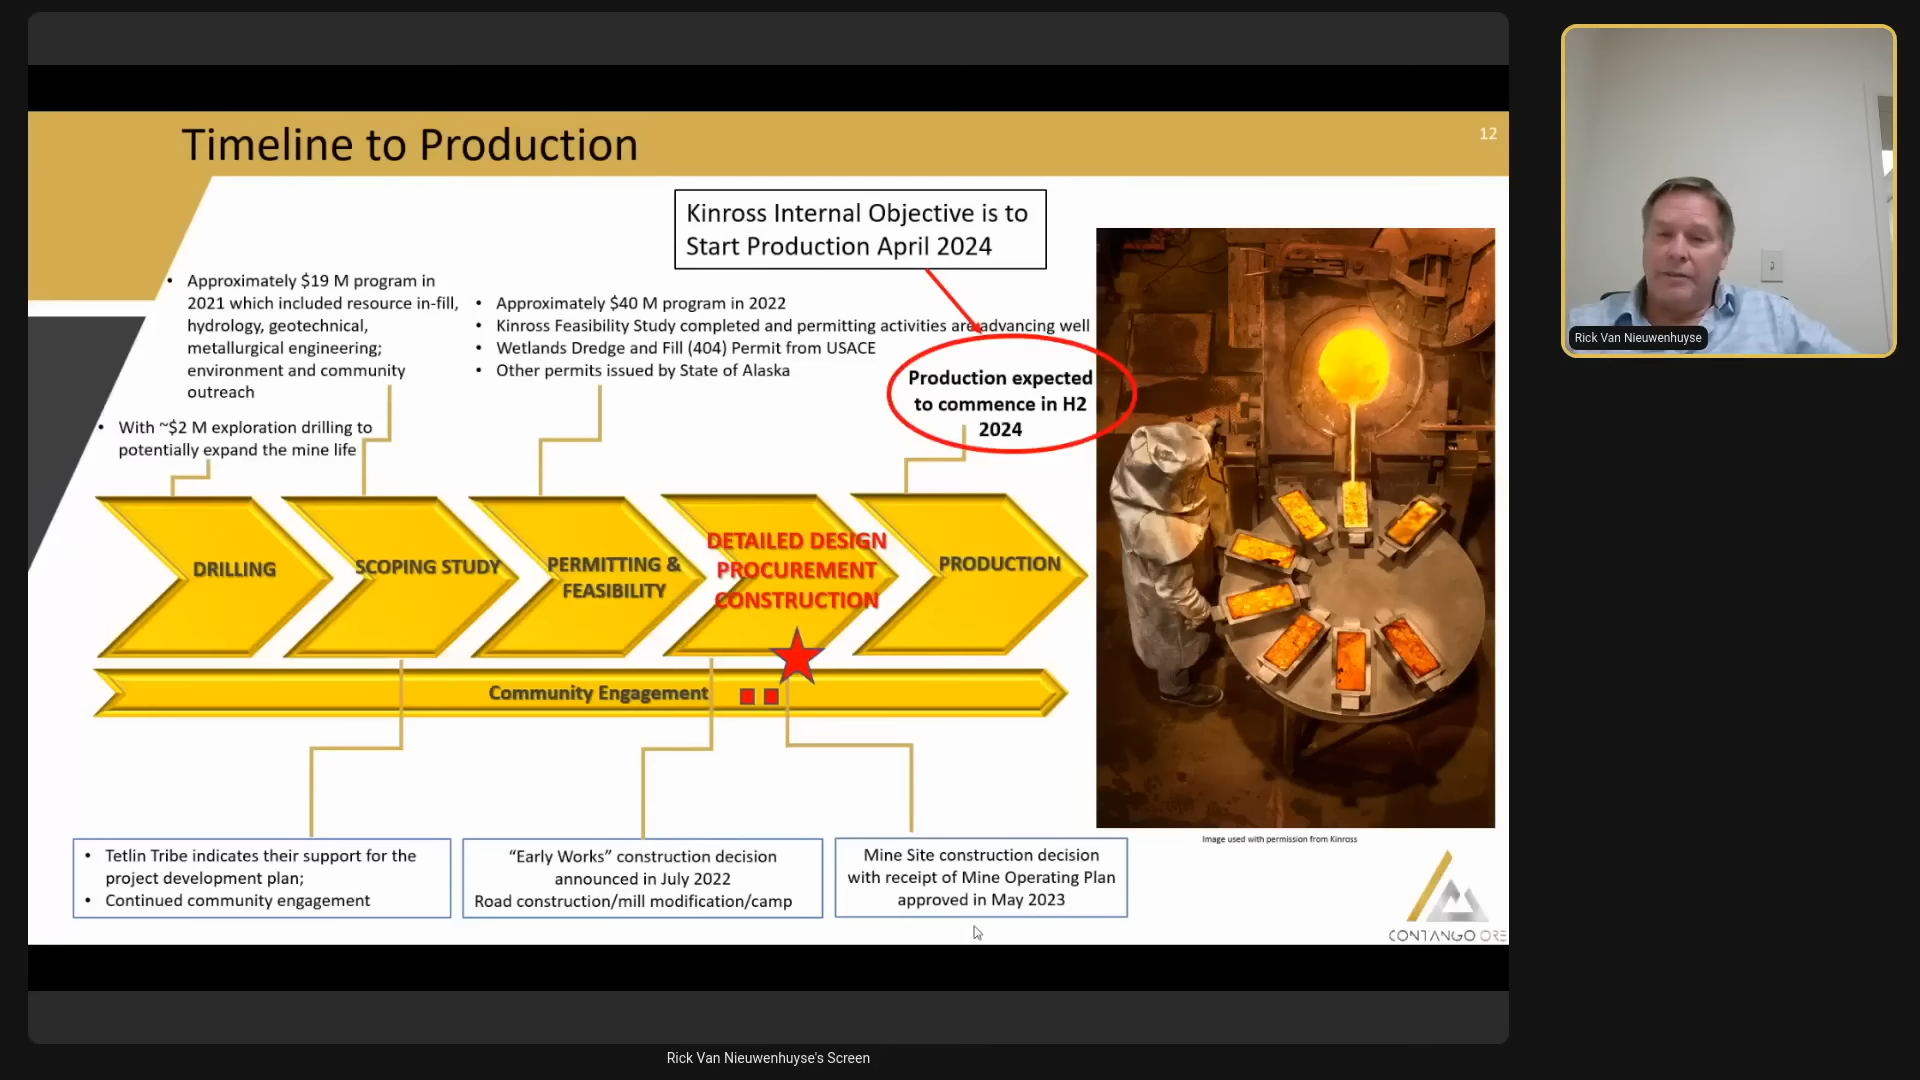 Timeline to Production
12
Kinross Internal Objective is to
Start Production April 2024
• Approximately $19 M program in
2021 which included resource in-fill,
hydrology, geotechnical,
metallurgical engineering;
environment and community
outreach
• With ~$2 M exploration drilling to
potentially expand the mine life
• Approximately $40 M program in 2022
• Kinross Feasibility Study completed and permitting activities are advancing well
• Wetlands Dredge and Fill (404) Permit from USACE
• Other permits issued by State of Alaska
Production expected
to commence in H2
2024
DRILLING
SCOPING STUDY
PERMITTING &
FEASIBILITY
DETAILED DESIGN
PROCUREMENT
CONSTRUCTION
PRODUCTION
Community Engagement
• Tetlin Tribe indicates their support for the
project development plan;
• Continued community engagement
“Early Works” construction decision
announced in July 2022
Road construction/mill modification/camp
Mine Site construction decision
with receipt of Mine Operating Plan
approved in May 2023
Image used with permission from Kinross
CONTANGO ORE
Rick Van Nieuwenhuyse
Rick Van Nieuwenhuyse's Screen